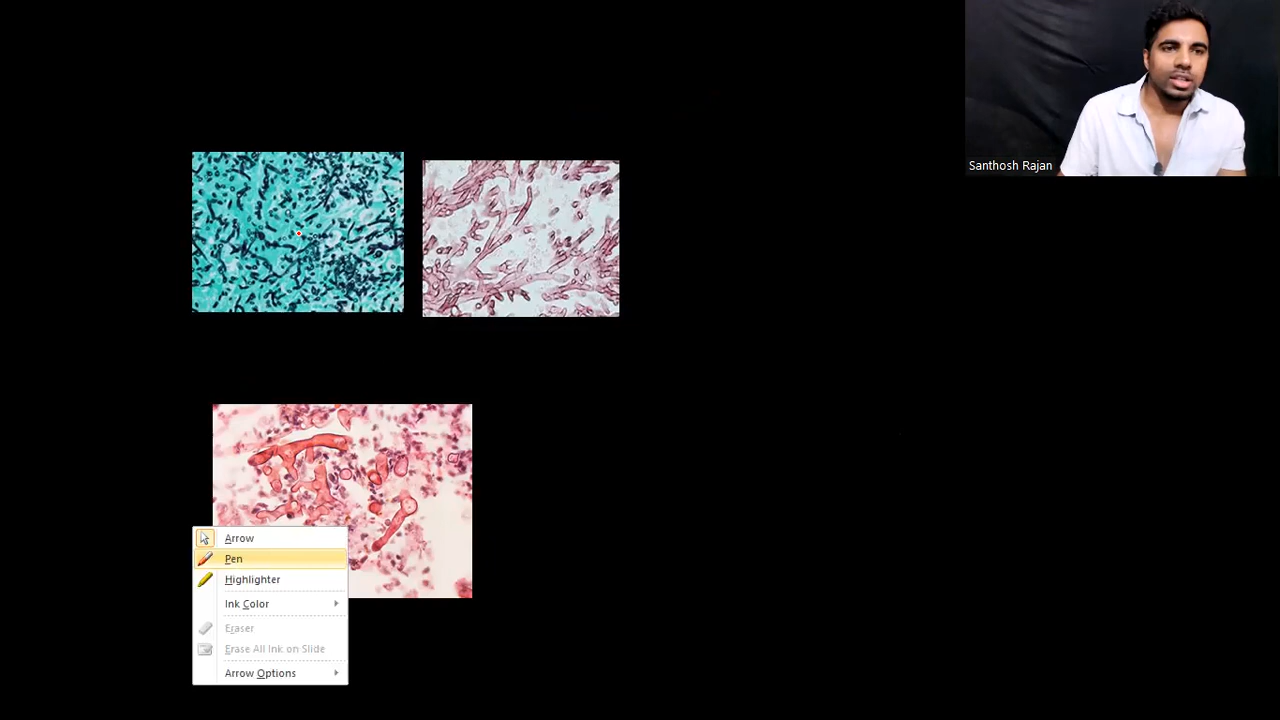 Santhosh Rajan
Arrow
Pen
Highlighter
Ink Color
Eraser
Erase All Ink on Slide
Arrow Options